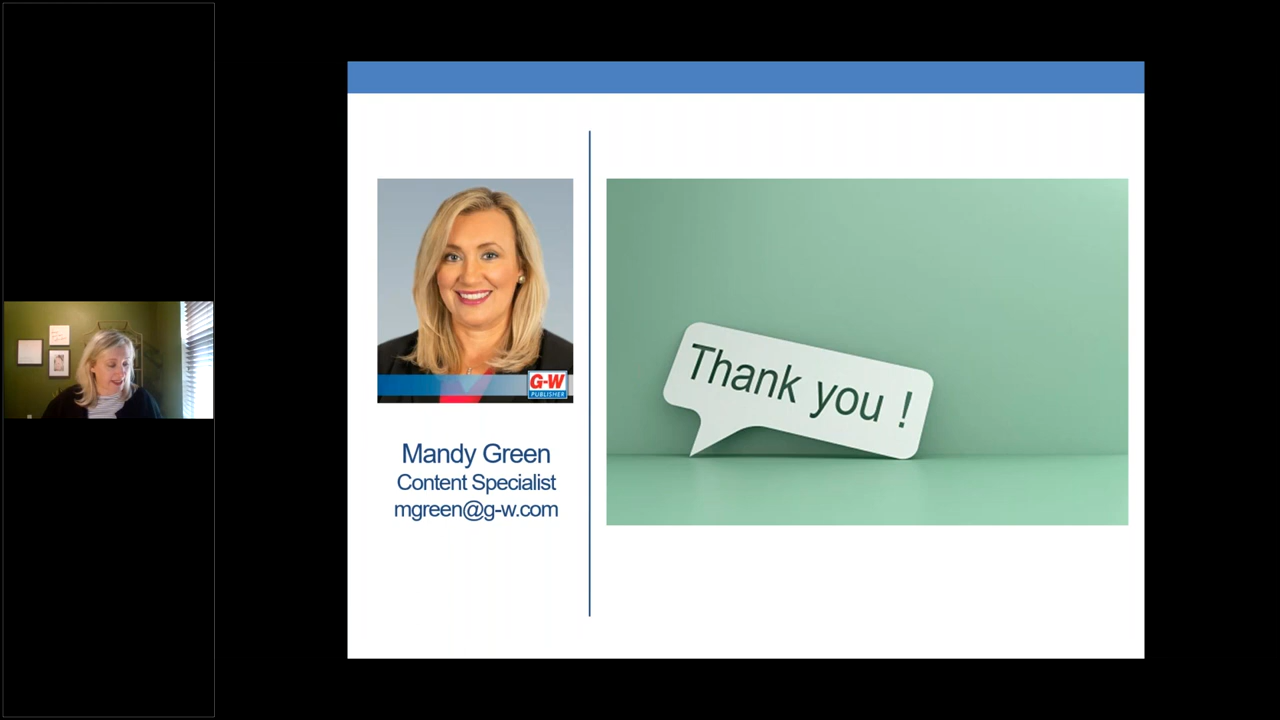 G-W
PUBLISHER
Mandy Green
Content Specialist
mgreen@g-w.com
Thank you !